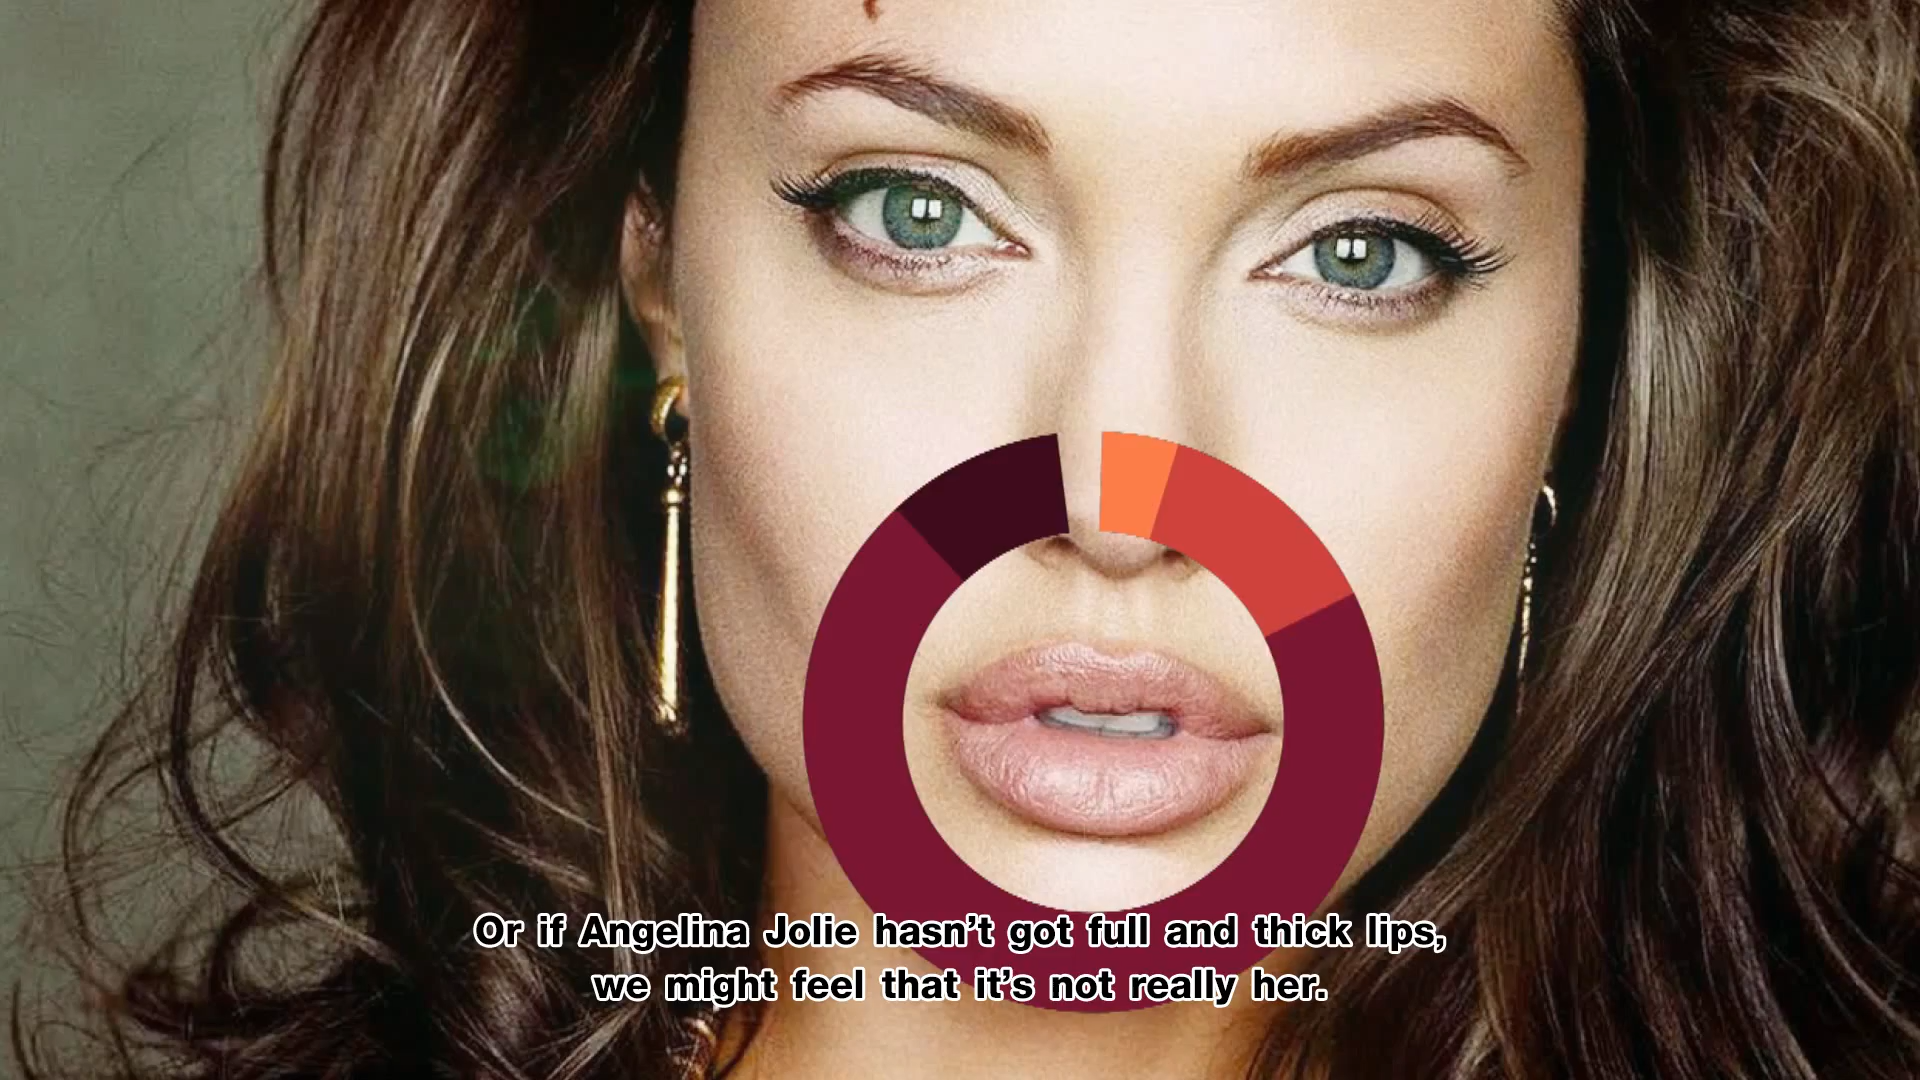 Or if Angelina Jolie hasn't got full and thick lips,
we might feel that it's not really her.